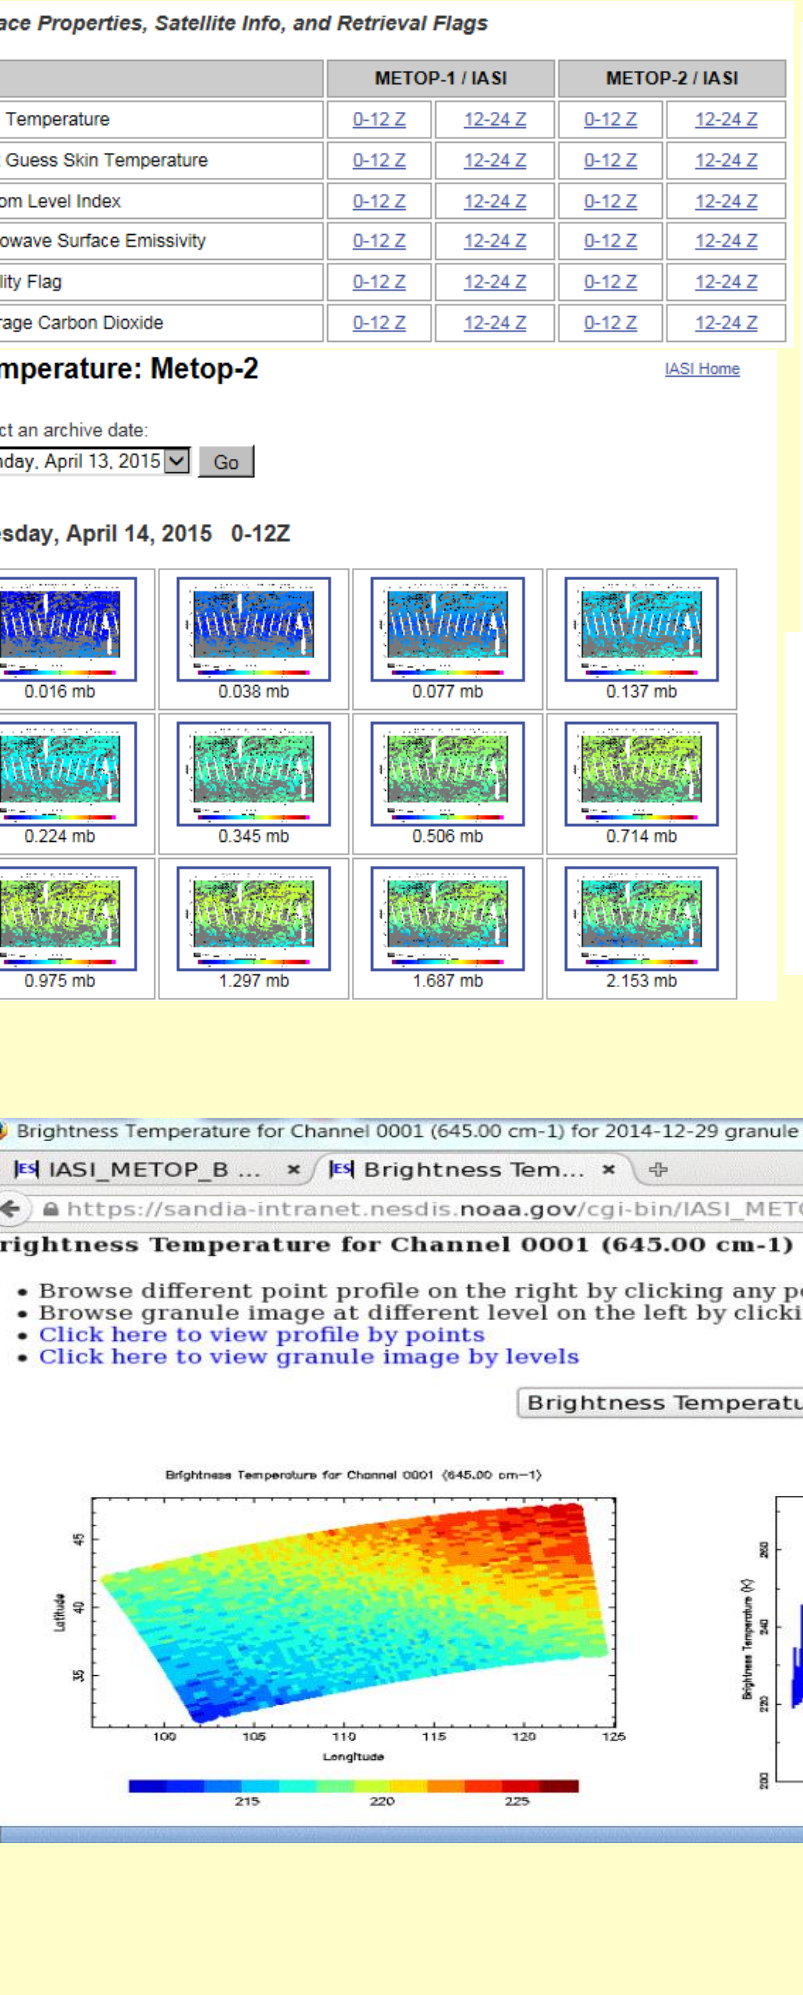 ace Properties, Satellite Info, and Retrieval Flags
METOP-1 / IASI METOP-2 / IASI
Temperature 0-12 Z 12-24 Z 0-12 Z 12-24 Z
Guess Skin Temperature 0-12 Z 12-24 Z 0-12 Z 12-24 Z
om Level Index 0-12 Z 12-24 Z 0-12 Z 12-24 Z
owave Surface Emissivity 0-12 Z 12-24 Z 0-12 Z 12-24 Z
lity Flag 0-12 Z 12-24 Z 0-12 Z 12-24 Z
rage Carbon Dioxide 0-12 Z 12-24 Z 0-12 Z 12-24 Z
mperature: Metop-2 IASI Home
ct an archive date:
nday, April 13, 2015 Go
esday, April 14, 2015 0-12Z
0.016 mb 0.038 mb 0.077 mb 0.137 mb
0.224 mb 0.345 mb 0.506 mb 0.714 mb
0.975 mb 1.297 mb 1.687 mb 2.153 mb
Brightness Temperature for Channel 0001 (645.00 cm-1) for 2014-12-29 granule
IASI_METOP_B ... × Brightness Tem... ×
https://sandia-intranet.nesdis.noaa.gov/cgi-bin/IASI_MET
rightness Temperature for Channel 0001 (645.00 cm-1)
• Browse different point profile on the right by clicking any p
• Browse granule image at different level on the left by clicki
• Click here to view profile by points
• Click here to view granule image by levels
Brightness Temperatu
Brightness Temperature for Channel 0001 (645.00 cm-1)
45
40
35
Latitude
100 105 110 115 120 125
Longitude
215 220 225
260
240
220
200
Brightness Temperature (K)